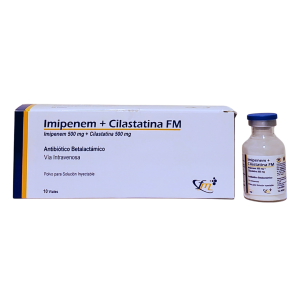 Imipenem + Cilastatina FM
Imipenem 500 mg + Cilastatina 500 mg
Antibiótico Betalactámico
Vía Intravenosa
Polvo para Solución Inyectable
10 Viales
fm
Imipenem +
Cilastatina FM